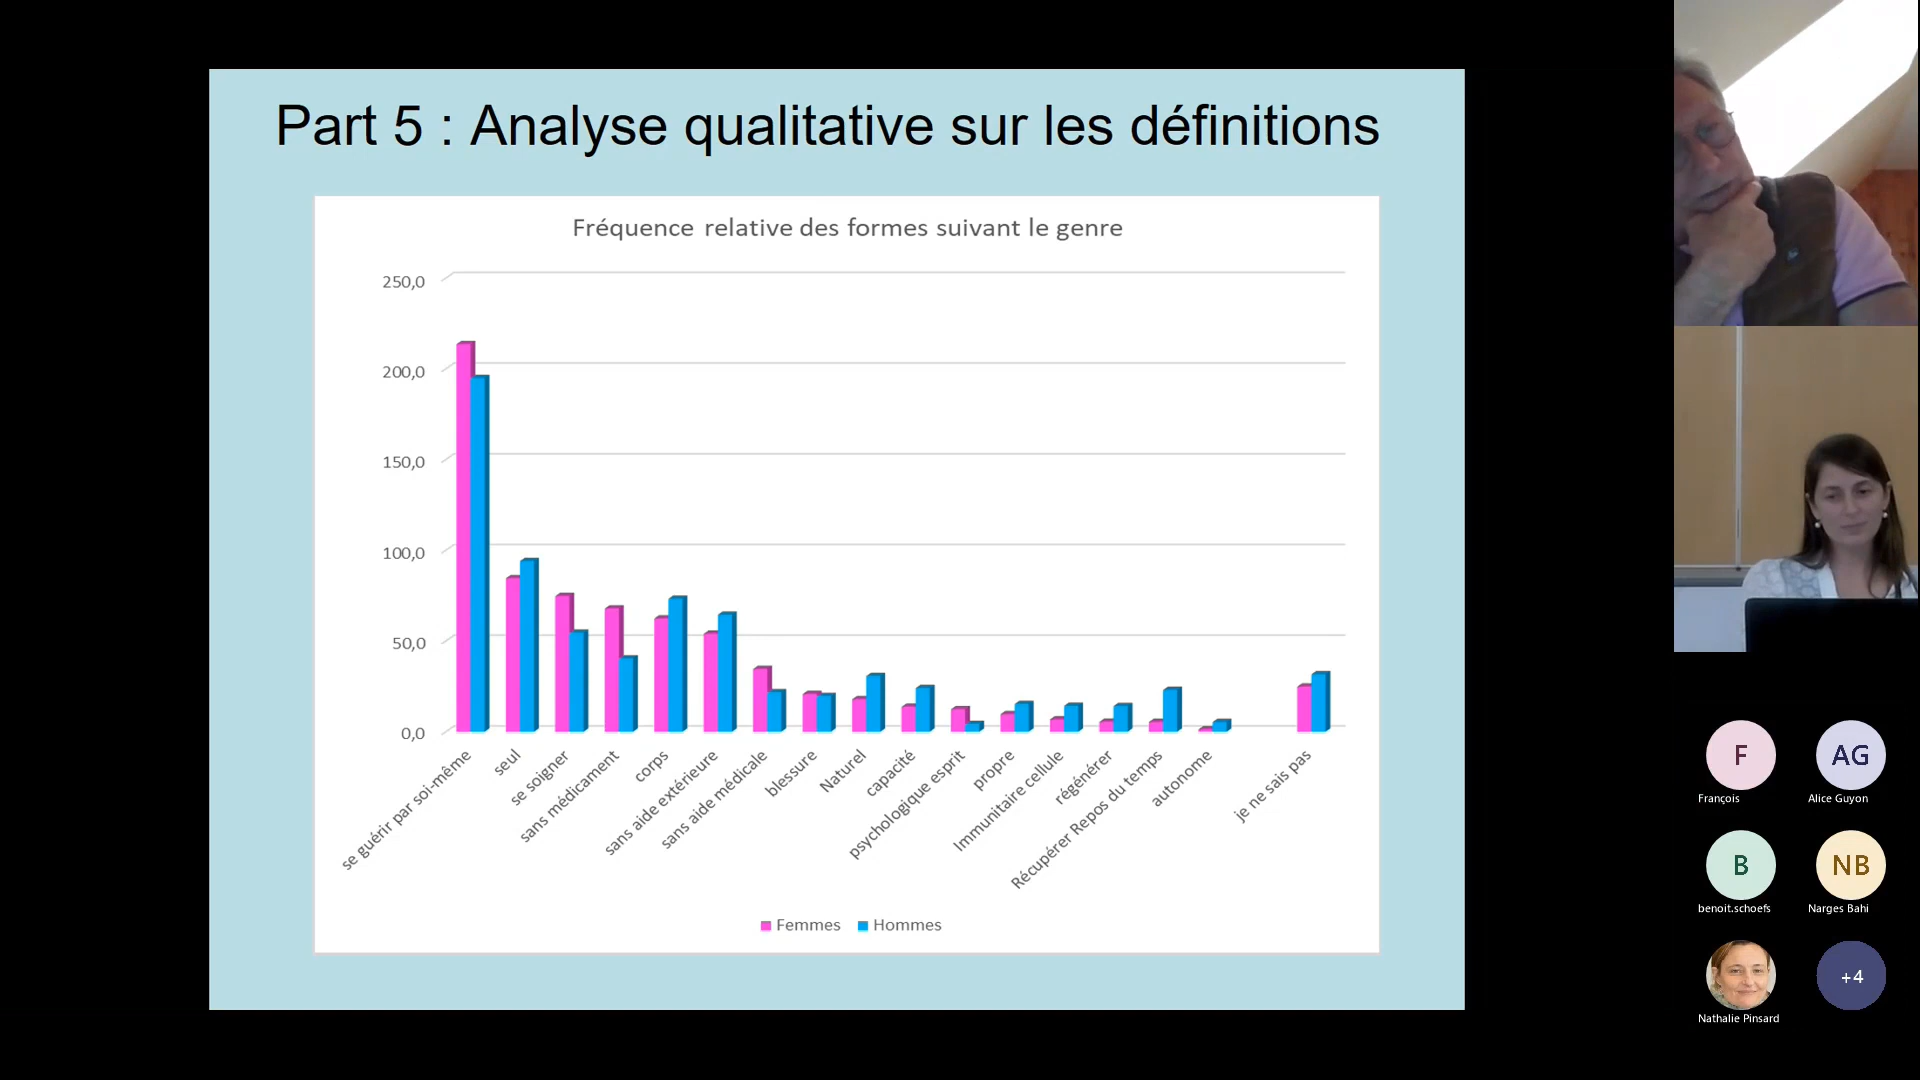 Part 5 : Analyse qualitative sur les définitions
Fréquence relative des formes suivant le genre
250,0
200,0
150,0
100,0
50,0
0,0
se guérir par soi-même
seul
se soigner
sans médicament
corps
sans aide extérieure
sans aide médicale
blessure
Naturel
capacité
psychologique esprit
propre
Immunitaire cellule
régénérer
Récupérer Repos du temps
autonome
je ne sais pas
Femmes
Hommes
F
AG
François
Alice Guyon
B
NB
benoit.schoefs
Narges Bahi
+4
Nathalie Pinsard